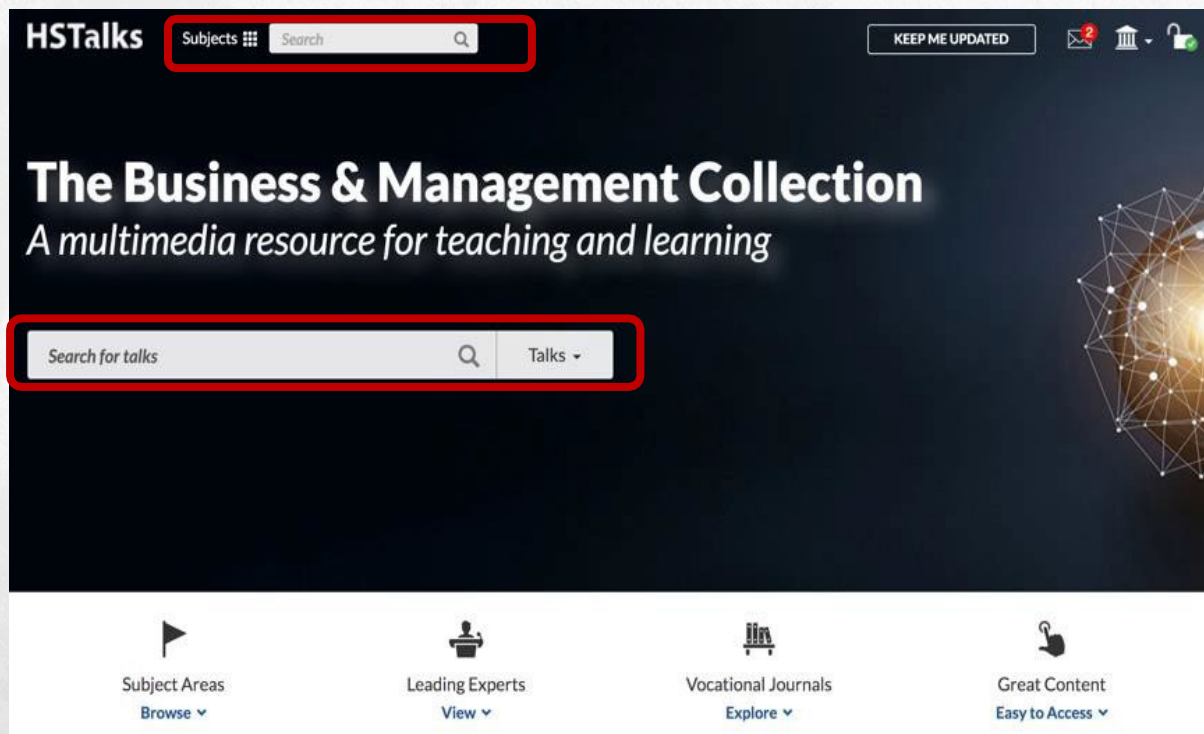 HSTalks Subjects Search KEEP ME UPDATED 2
The Business & Management Collection
A multimedia resource for teaching and learning
Search for talks Talks
Subject Areas Leading Experts Vocational Journals Great Content
Browse View Explore Easy to Access